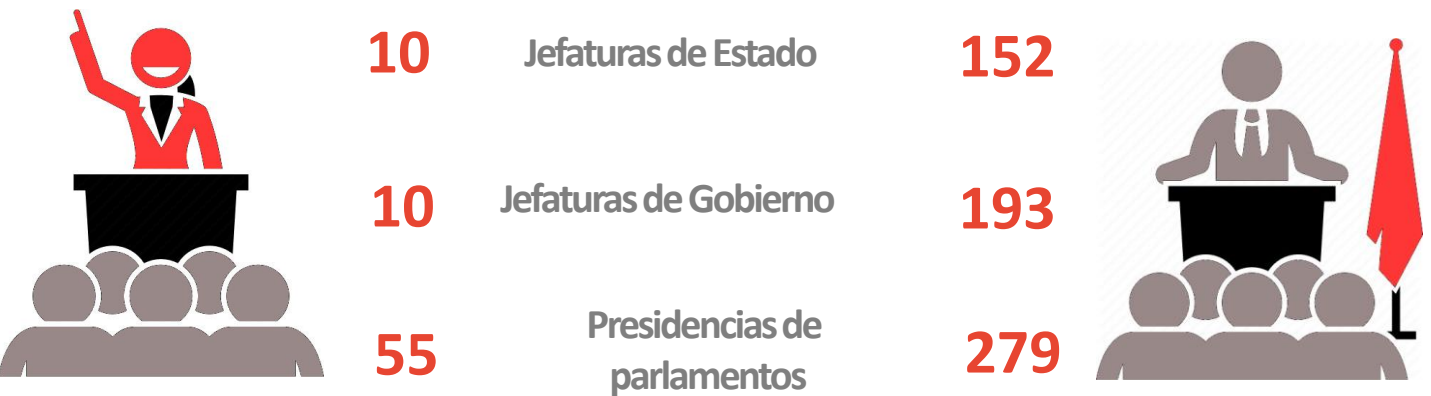 10 Jefaturas de Estado 152
10 Jefaturas de Gobierno 193
55 Presidencias de parlamentos 279